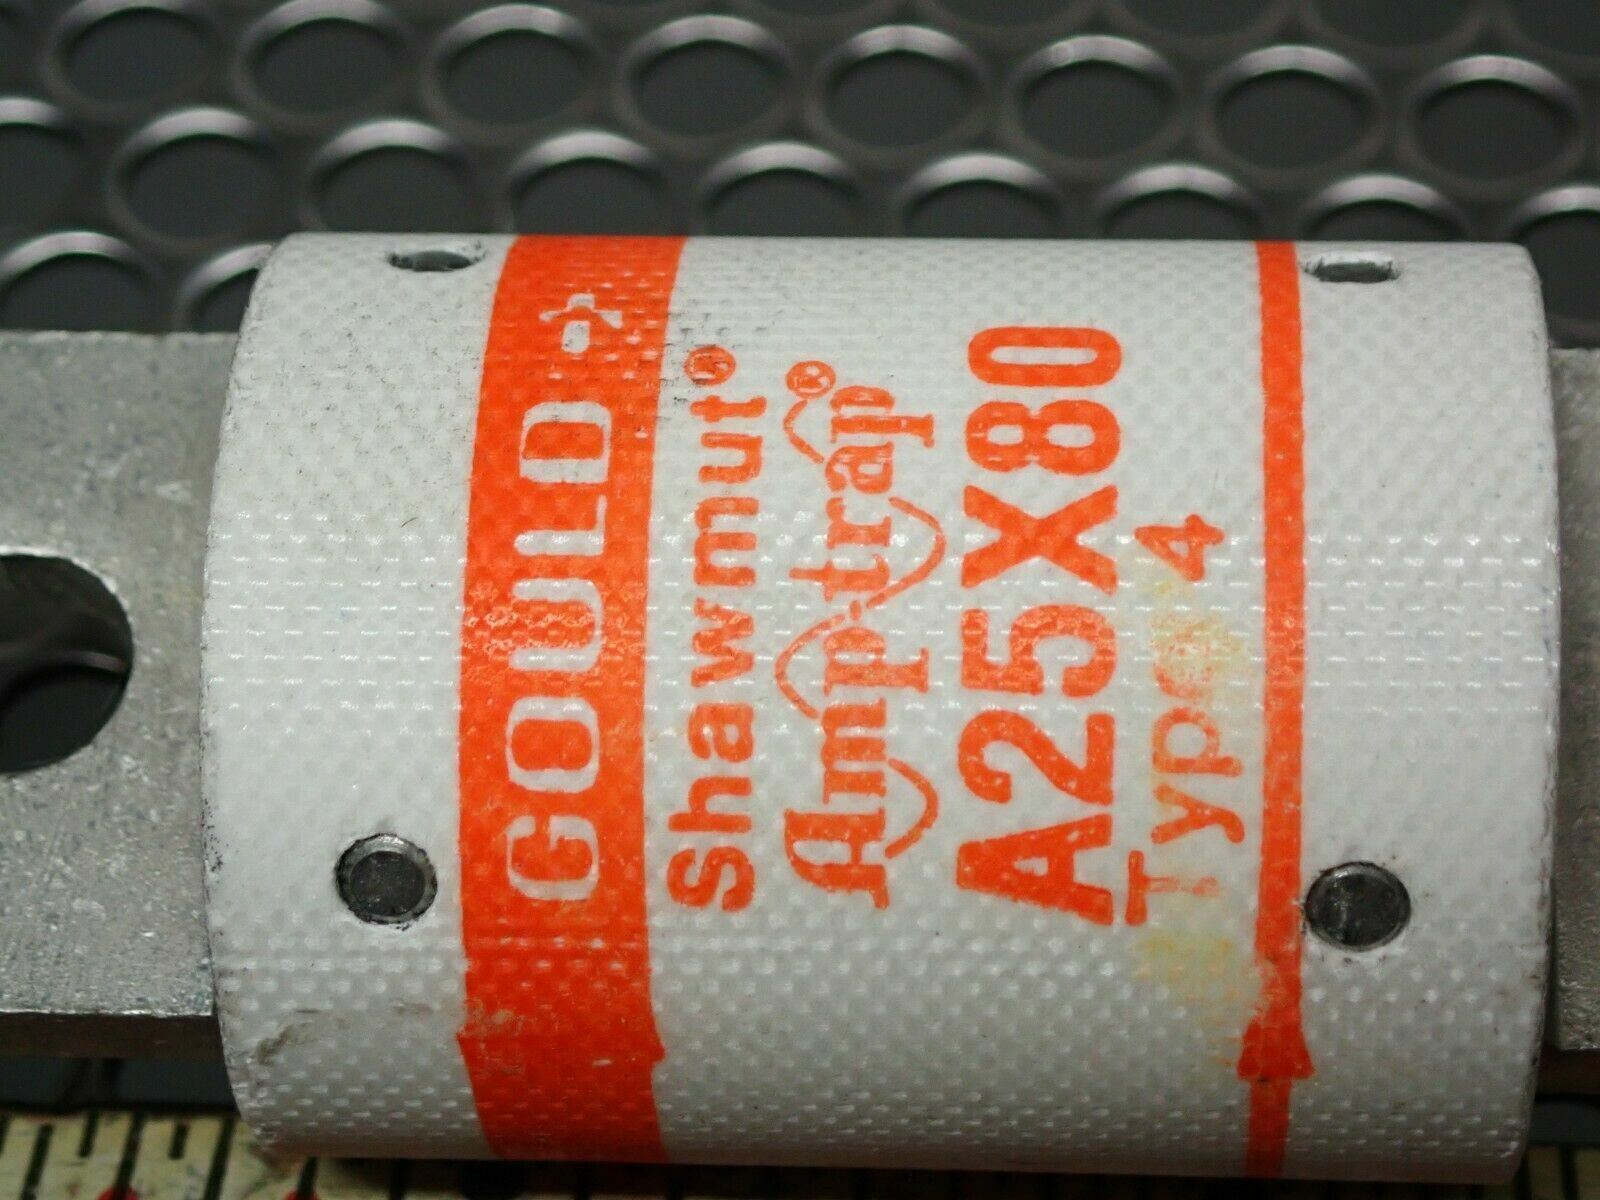 GOULD
Shawmut®
Amp-trap®
A25X80
Type 4